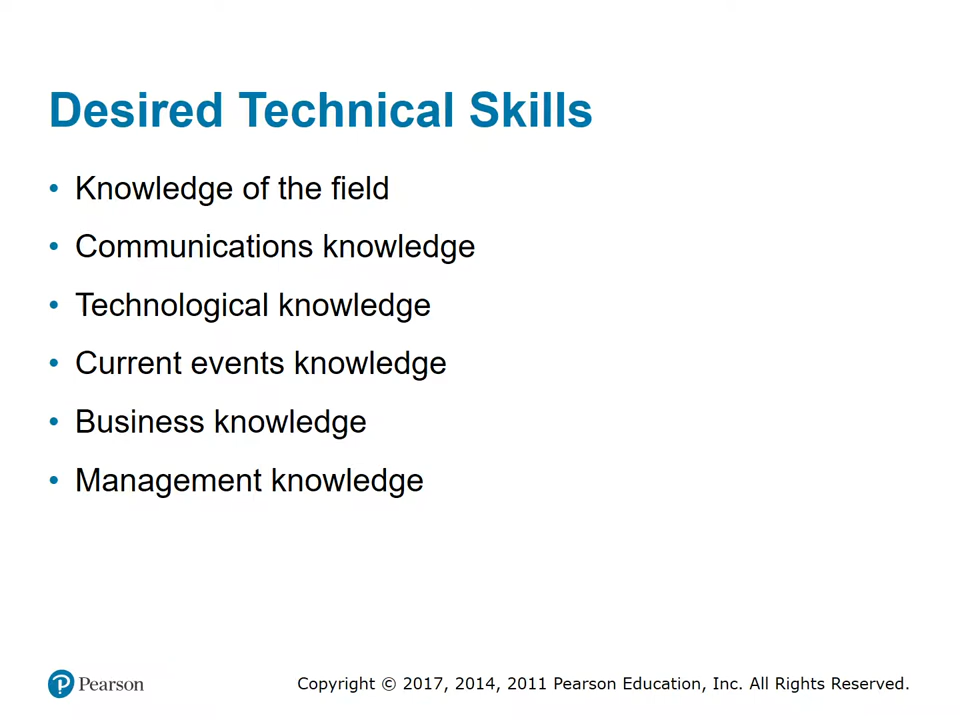 Desired Technical Skills
• Knowledge of the field
• Communications knowledge
• Technological knowledge
• Current events knowledge
• Business knowledge
• Management knowledge
Pearson
Copyright © 2017, 2014, 2011 Pearson Education, Inc. All Rights Reserved.